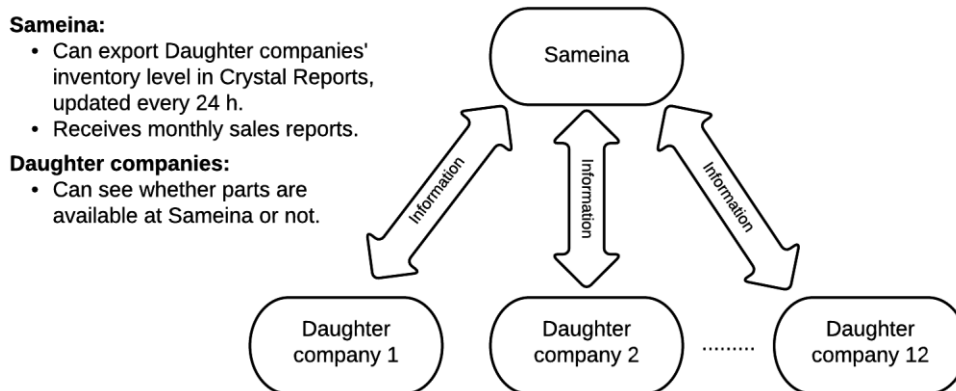 Sameina:
• Can export Daughter companies'
inventory level in Crystal Reports,
updated every 24 h.
• Receives monthly sales reports.
Daughter companies:
• Can see whether parts are
available at Sameina or not.
Sameina
Information
Information
Information
Daughter
company 1
Daughter
company 2
.........
Daughter
company 12